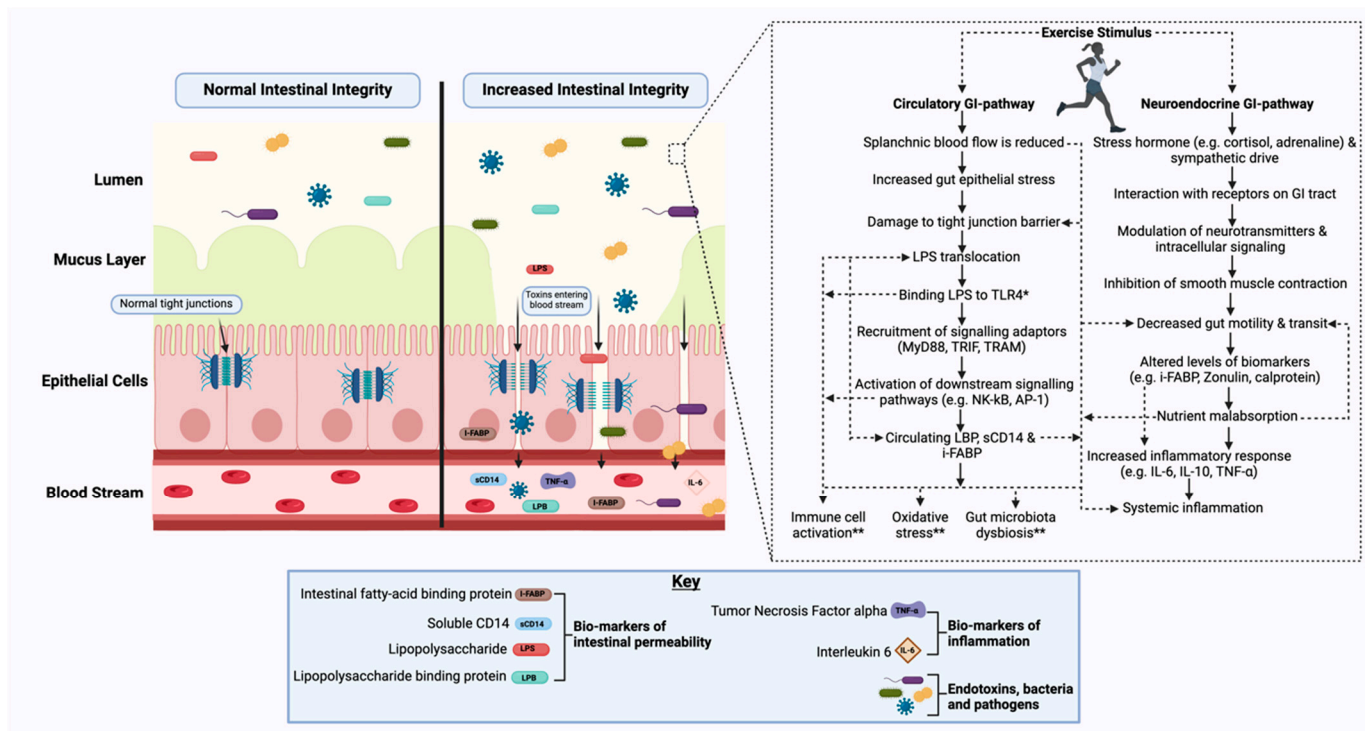 Normal Intestinal Integrity
Increased Intestinal Integrity
Lumen
Mucus Layer
Epithelial Cells
Blood Stream
Normal tight junctions
LPS
Toxins entering
blood stream
I-FABP
sCD14
TNF-α
LPB
I-FABP
IL-6
Exercise Stimulus
Circulatory GI-pathway
Splanchnic blood flow is reduced
Increased gut epithelial stress
Damage to tight junction barrier
LPS translocation
Binding LPS to TLR4*
Recruitment of signalling adaptors
(MyD88, TRIF, TRAM)
Activation of downstream signalling
pathways (e.g. NK-kB, AP-1)
Circulating LBP, sCD14 &
i-FABP
Immune cell
activation**
Oxidative
stress**
Gut microbiota
dysbiosis**
Neuroendocrine GI-pathway
Stress hormone (e.g. cortisol, adrenaline) &
sympathetic drive
Interaction with receptors on GI tract
Modulation of neurotransmitters &
intracellular signaling
Inhibition of smooth muscle contraction
Decreased gut motility & transit
Altered levels of biomarkers
(e.g. i-FABP, Zonulin, calprotein)
Nutrient malabsorption
Increased inflammatory response
(e.g. IL-6, IL-10, TNF-α)
Systemic inflammation
Key
Intestinal fatty-acid binding protein I-FABP
Soluble CD14 sCD14
Lipopolysaccharide LPS
Lipopolysaccharide binding protein LPB
Bio-markers of
intestinal permeability
Tumor Necrosis Factor alpha TNF-α
Interleukin 6 IL-6
Bio-markers of
inflammation
Endotoxins, bacteria
and pathogens